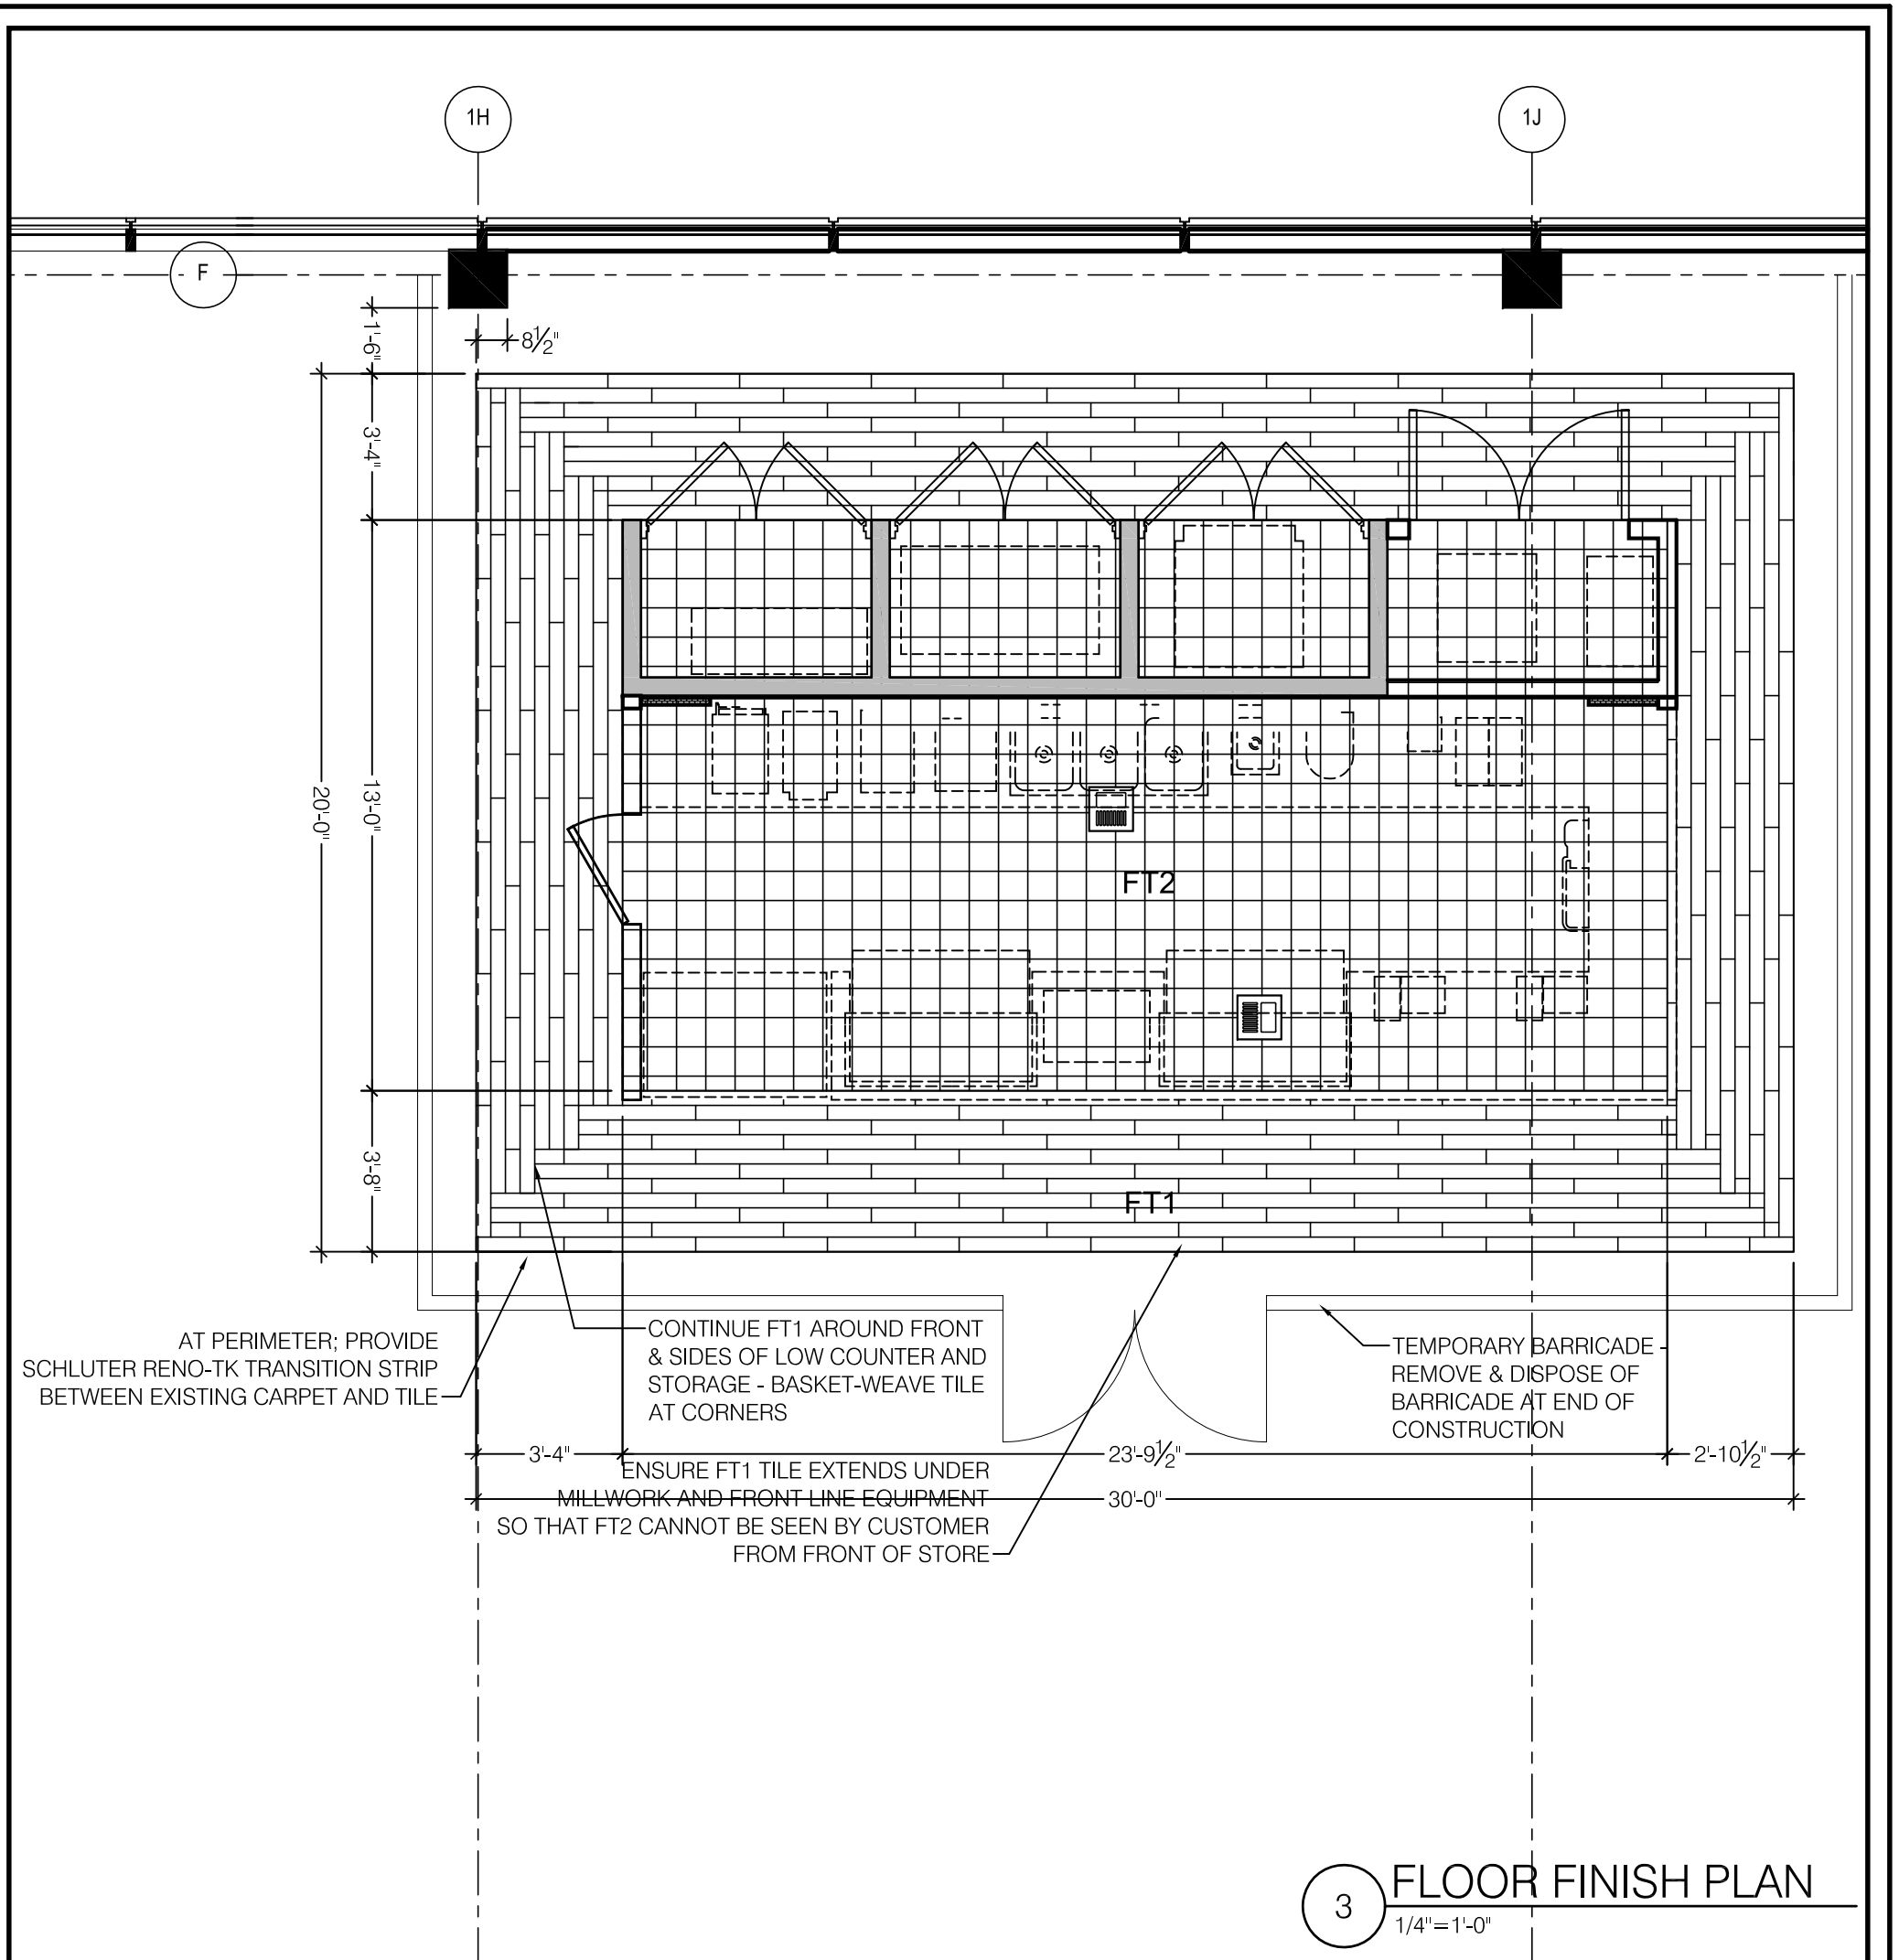 1H
1J
F
1'-6"
8½"
3'-4"
20'-0"
13'-0"
FT2
3'-8"
FT1
AT PERIMETER; PROVIDE
SCHLUTER RENO-TK TRANSITION STRIP
BETWEEN EXISTING CARPET AND TILE
CONTINUE FT1 AROUND FRONT
& SIDES OF LOW COUNTER AND
STORAGE - BASKET-WEAVE TILE
AT CORNERS
TEMPORARY BARRICADE -
REMOVE & DISPOSE OF
BARRICADE AT END OF
CONSTRUCTION
3'-4"
23'-9½"
2'-10½"
ENSURE FT1 TILE EXTENDS UNDER
MILLWORK AND FRONT LINE EQUIPMENT
SO THAT FT2 CANNOT BE SEEN BY CUSTOMER
FROM FRONT OF STORE
30'-0"
3
FLOOR FINISH PLAN
1/4"=1'-0"